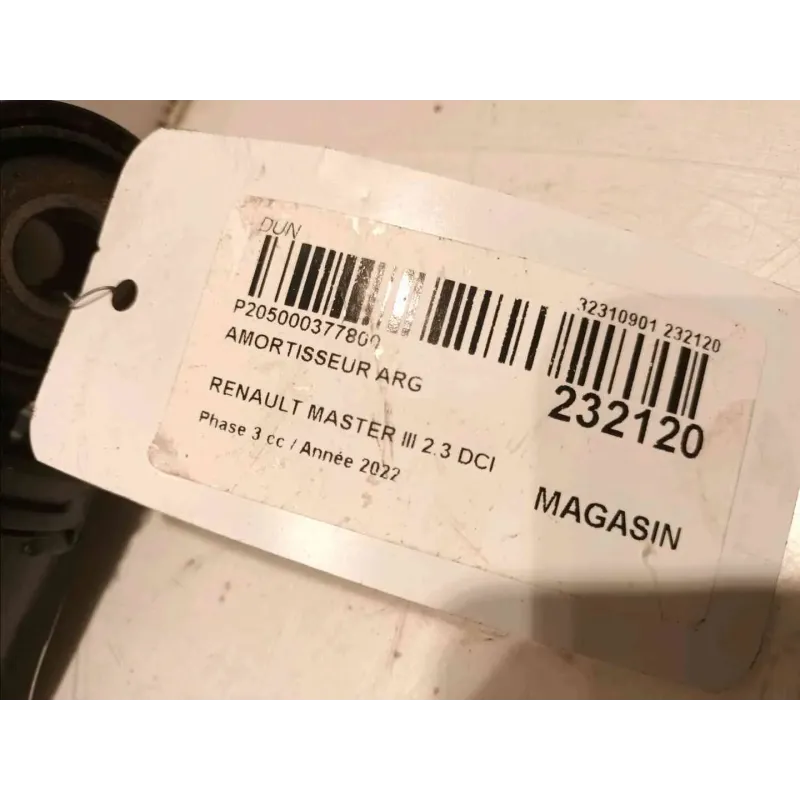 DUN
P205000377800
32310901 232120
AMORTISSEUR ARG
232120
RENAULT MASTER III 2.3 DCI
Phase 3 cc / Année 2022
MAGASIN